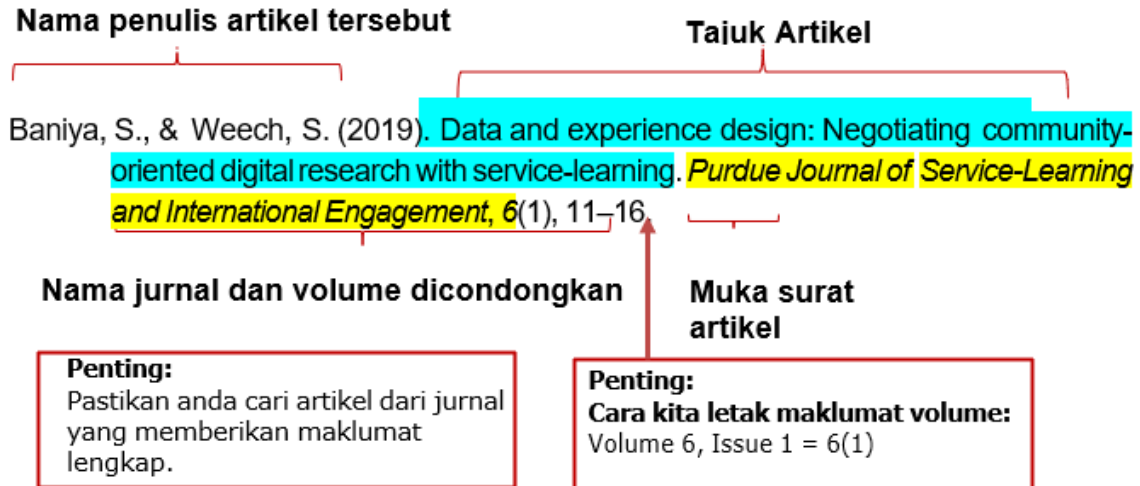 Nama penulis artikel tersebut
Tajuk Artikel
Baniya, S., & Weech, S. (2019). Data and experience design: Negotiating community-
oriented digital research with service-learning. Purdue Journal of Service-Learning
and International Engagement, 6(1), 11–16.
Nama jurnal dan volume dicondongkan
Muka surat
artikel
Penting:
Pastikan anda cari artikel dari jurnal
yang memberikan maklumat
lengkap.
Penting:
Cara kita letak maklumat volume:
Volume 6, Issue 1 = 6(1)